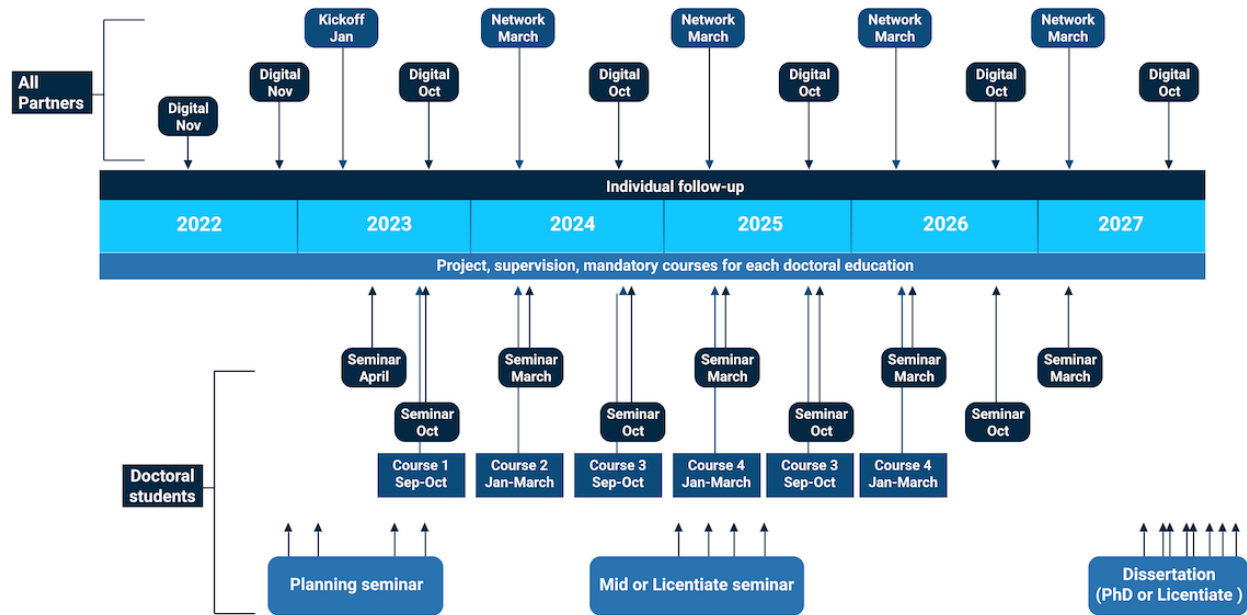 Kickoff
Jan
Network
March
Network
March
Network
March
Network
March
All
Partners
Digital
Nov
Digital
Nov
Digital
Oct
Digital
Oct
Digital
Oct
Digital
Oct
Digital
Oct
Individual follow-up
2022
2023
2024
2025
2026
2027
Project, supervision, mandatory courses for each doctoral education
Seminar
April
Seminar
March
Seminar
March
Seminar
March
Seminar
March
Seminar
Oct
Seminar
Oct
Seminar
Oct
Seminar
Oct
Doctoral
students
Course 1
Sep-Oct
Course 2
Jan-March
Course 3
Sep-Oct
Course 4
Jan-March
Course 3
Sep-Oct
Course 4
Jan-March
Planning seminar
Mid or Licentiate seminar
Dissertation
(PhD or Licentiate )